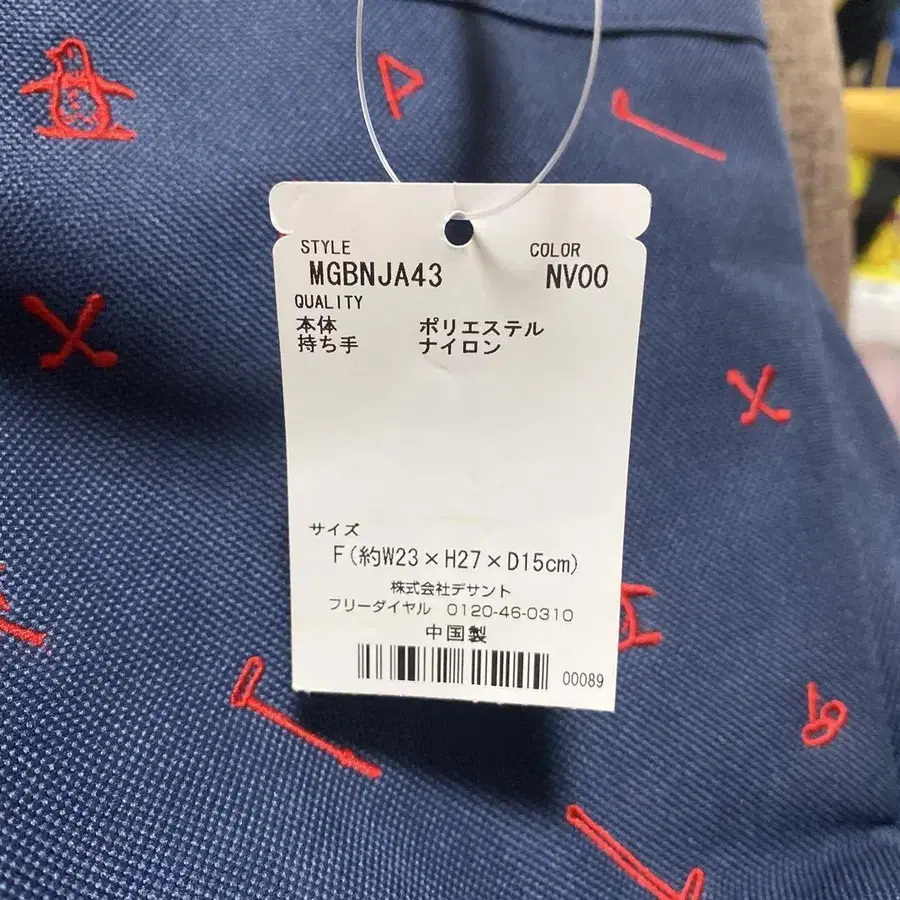 STYLE COLOR
MGBNJA43 NV00
QUALITY
本体 ポリエステル
持ち手 ナイロン
サイズ
F(約W23×H27×D15cm)
株式会社デサント
フリーダイヤル 0120-46-0310
中国製
00089